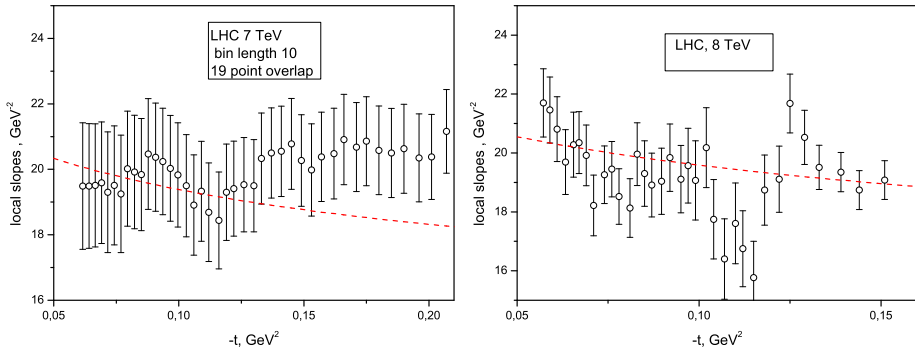 LHC 7 TeV
bin length 10
19 point overlap
24
22
20
18
16
local slopes , GeV-2
0,05
0,10
0,15
0,20
-t, GeV2
LHC, 8 TeV
24
22
20
18
16
local slopes , GeV-2
0,05
0,10
0,15
-t, GeV2